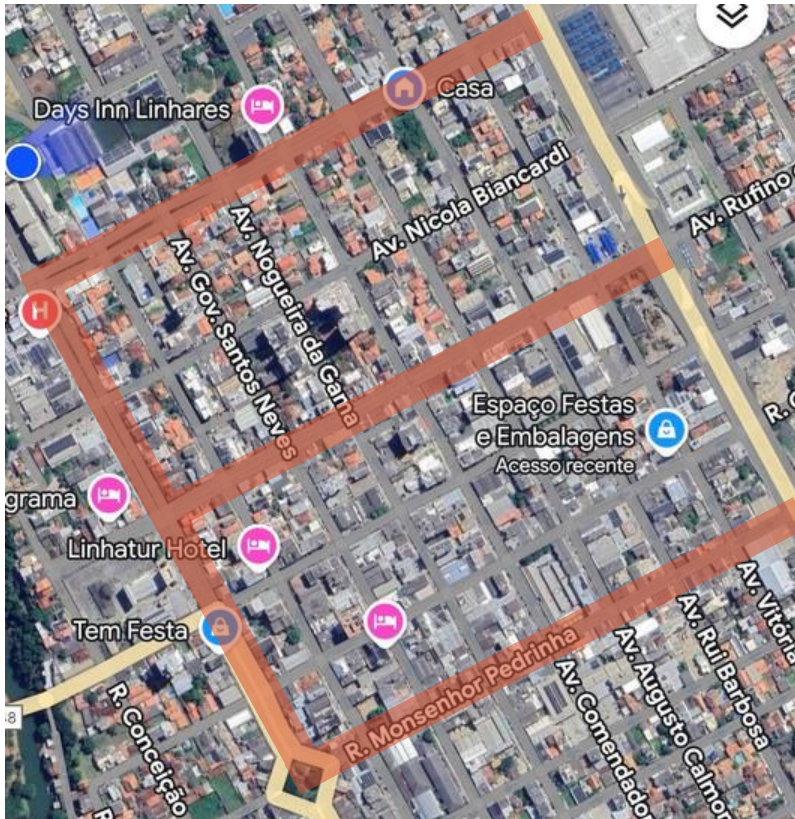 Days Inn Linhares
Casa
Av. Nicola Biancardi
Av. Rufino
Av. Nogueira da Gama
Av. Gov. Santos Neves
H
Espaço Festas
e Embalagens
Acesso recente
R.
grama
Linhatur Hotel
Tem Festa
R. Monsenhor Pedrinha
Av. Vitória
Av. Rui Barbosa
Av. Augusto Calmon
Av. Comendador
R. Conceição
R